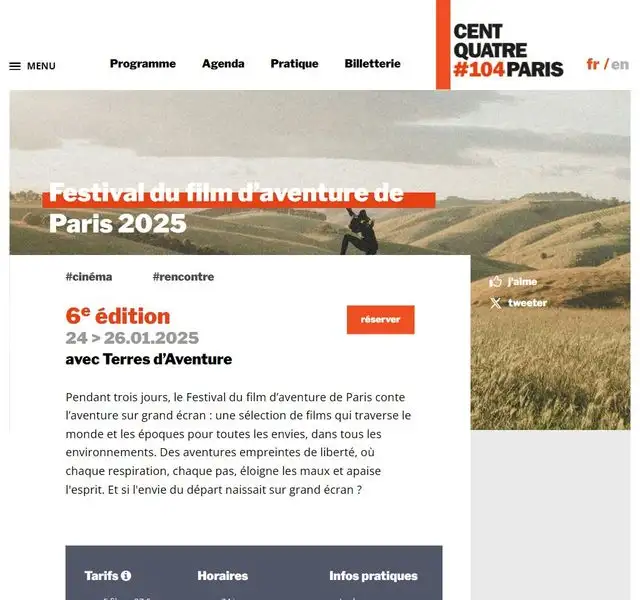 CENT
QUATRE
#104PARIS
MENU
Programme
Agenda
Pratique
Billetterie
fr / en
Festival du film d’aventure de
Paris 2025
#cinéma
#rencontre
j'aime
tweeter
6e édition
réserver
24 > 26.01.2025
avec Terres d’Aventure
Pendant trois jours, le Festival du film d’aventure de Paris conte
l’aventure sur grand écran : une sélection de films qui traverse le
monde et les époques pour toutes les envies, dans tous les
environnements. Des aventures empreintes de liberté, où
chaque respiration, chaque pas, éloigne les maux et apaise
l'esprit. Et si l'envie du départ naissait sur grand écran ?
Tarifs
Horaires
Infos pratiques